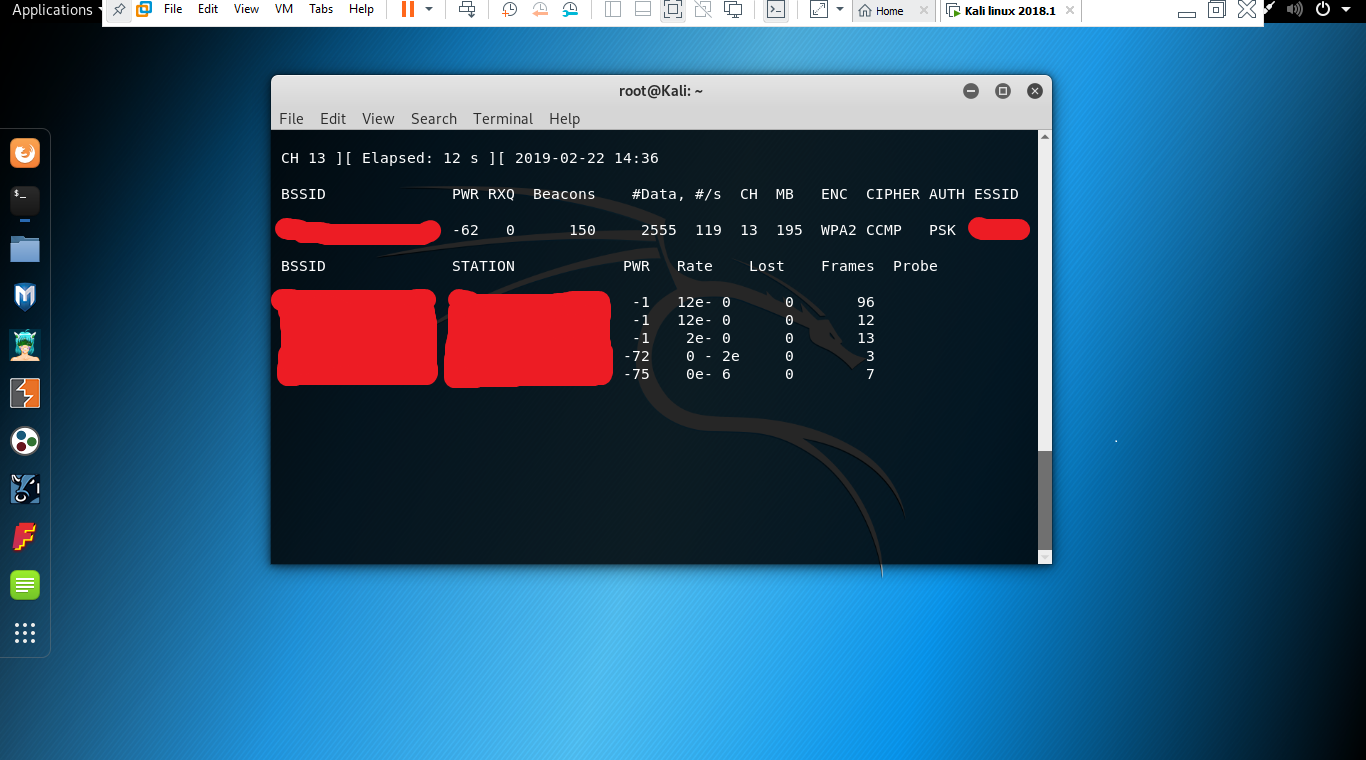 Applications
File Edit View VM Tabs Help
Home
Kali linux 2018.1
root@Kali: ~
File Edit View Search Terminal Help
CH 13 ][ Elapsed: 12 s ][ 2019-02-22 14:36
BSSID PWR RXQ Beacons #Data, #/s CH MB ENC CIPHER AUTH ESSID
-62 0 150 2555 119 13 195 WPA2 CCMP PSK
BSSID STATION PWR Rate Lost Frames Probe
-1 12e- 0 0 96
-1 12e- 0 0 12
-1 2e- 0 0 13
-72 0 - 2e 0 3
-75 0e- 6 0 7